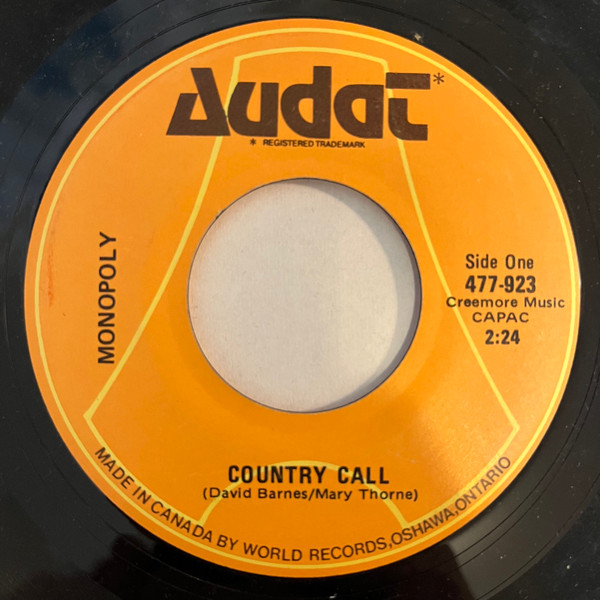 Audat*
* REGISTERED TRADEMARK
MONOPOLY
Side One
477-923
Creemore Music
CAPAC
2:24
COUNTRY CALL
(David Barnes/Mary Thorne)
MADE IN CANADA BY WORLD RECORDS, OSHAWA, ONTARIO